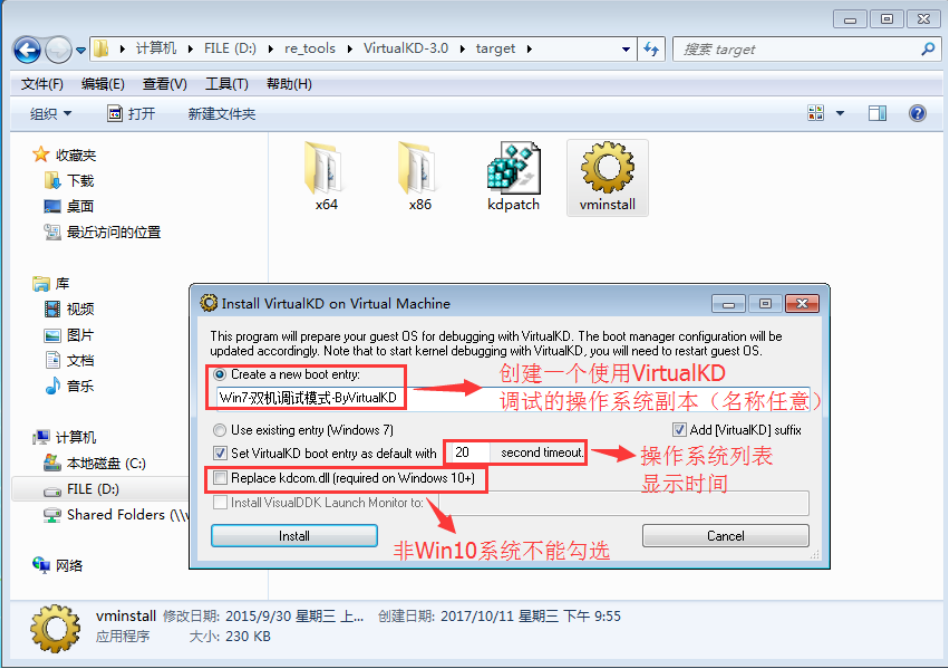 计算机 FILE (D:) re_tools VirtualKD-3.0 target
搜索 target
文件(F) 编辑(E) 查看(V) 工具(T) 帮助(H)
组织 打开 新建文件夹
收藏夹
下载
桌面
最近访问的位置
库
视频
图片
文档
音乐
计算机
本地磁盘 (C:)
FILE (D:)
Shared Folders (\\v
网络
x64
x86
kdpatch
vminstall
Install VirtualKD on Virtual Machine
This program will prepare your guest OS for debugging with VirtualKD. The boot manager configuration will be
updated accordingly. Note that to start kernel debugging with VirtualKD, you will need to restart guest OS.
Create a new boot entry:
Win7-双机调试模式-ByVirtualKD
创建一个使用VirtualKD
调试的操作系统副本（名称任意）
Use existing entry (Windows 7)
Add [VirtualKD] suffix
Set VirtualKD boot entry as default with 20 second timeout.
操作系统列表
显示时间
Replace kdcom.dll (required on Windows 10+)
Install VisualDDK Launch Monitor to:
Install
Cancel
非Win10系统不能勾选
vminstall 修改日期: 2015/9/30 星期三 上... 创建日期: 2017/10/11 星期三 下午 9:55
应用程序 大小: 230 KB